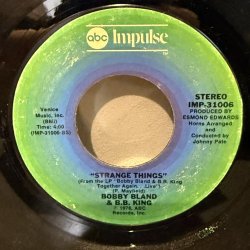 abc Impulse
STEREO
IMP-31006
Venice
Music, Inc.
(BMI)
Time: 4:00
(IMP-31006-BS)
PRODUCED BY
ESMOND EDWARDS
Horns Arranged
and
Conducted by
Johnny Pate
"STRANGE THINGS"
(From the LP "Bobby Bland & B.B. King
Together Again...Live")
(P. Mayfield)
BOBBY BLAND
& B.B. KING
℗ 1976, ABC
Records, Inc.